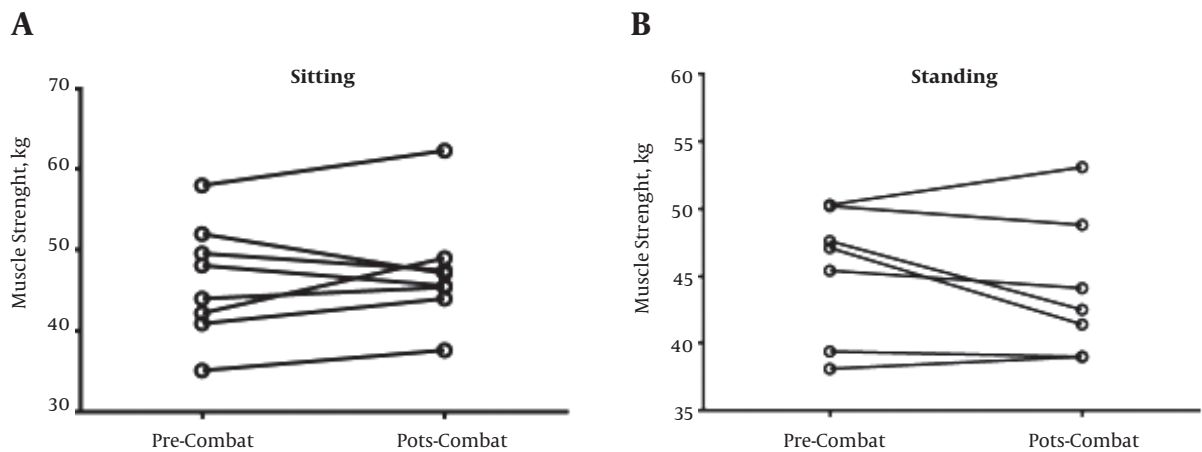 A
Sitting
Muscle Strenght, kg
70
60
50
40
30
Pre-Combat Pots-Combat
B
Standing
Muscle Strenght, kg
60
55
50
45
40
35
Pre-Combat Pots-Combat